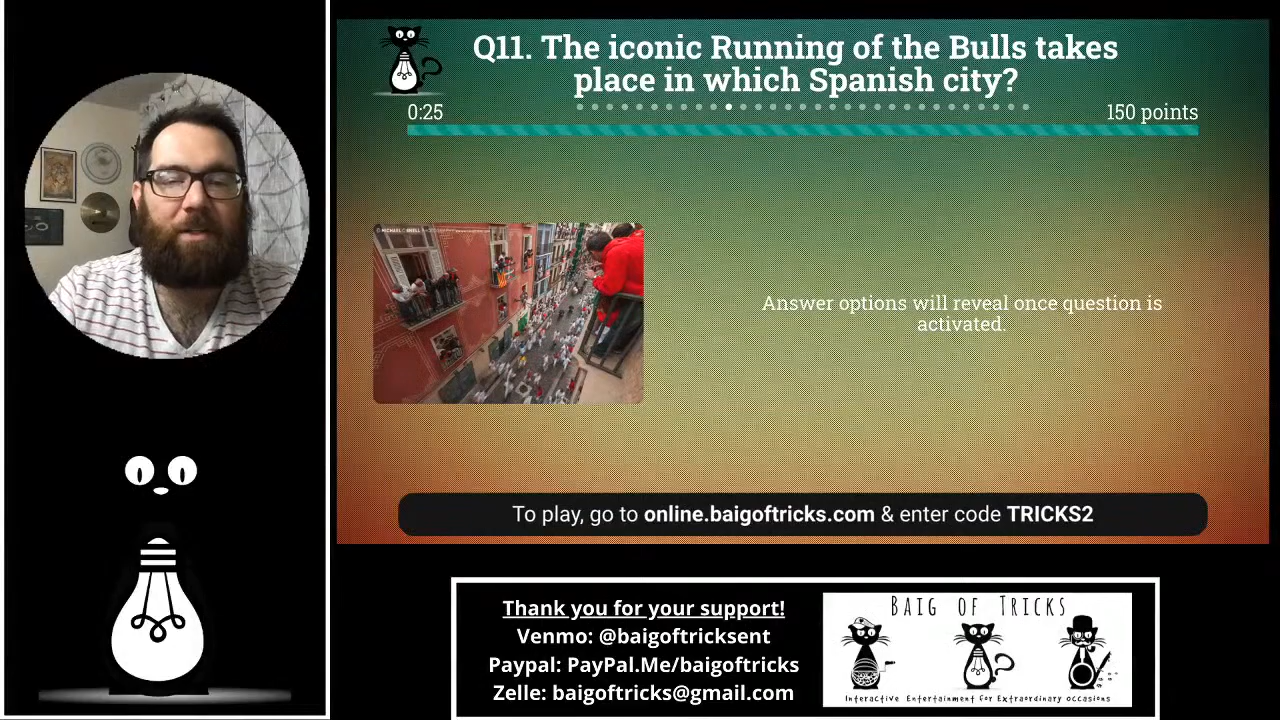 Q11. The iconic Running of the Bulls takes
place in which Spanish city?
0:25
150 points
Answer options will reveal once question is
activated.
To play, go to online.baigoftricks.com & enter code TRICKS2
Thank you for your support!
Venmo: @baigoftricksent
Paypal: PayPal.Me/baigoftricks
Zelle: baigoftricks@gmail.com
BAIG OF TRICKS
Interactive Entertainment for Extraordinary occasions